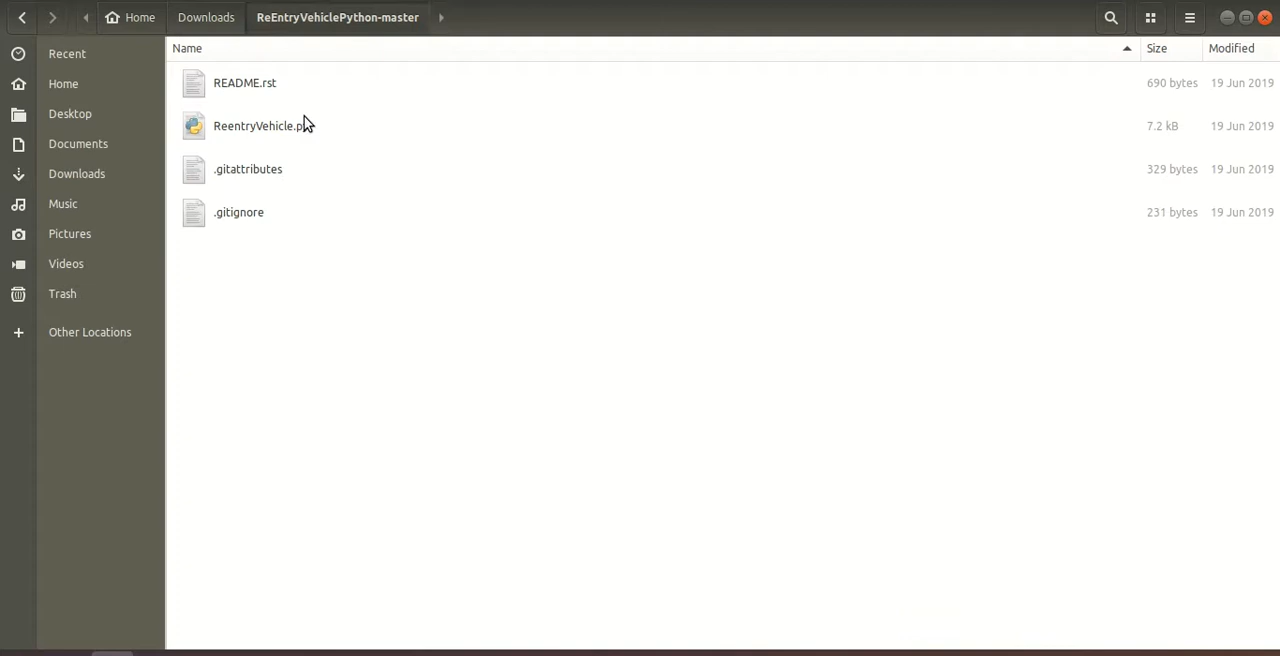 Home Downloads ReEntryVehiclePython-master
Recent
Home
Desktop
Documents
Downloads
Music
Pictures
Videos
Trash
Other Locations
Name Size Modified
README.rst 690 bytes 19 Jun 2019
ReentryVehicle.p 7.2 kB 19 Jun 2019
.gitattributes 329 bytes 19 Jun 2019
.gitignore 231 bytes 19 Jun 2019